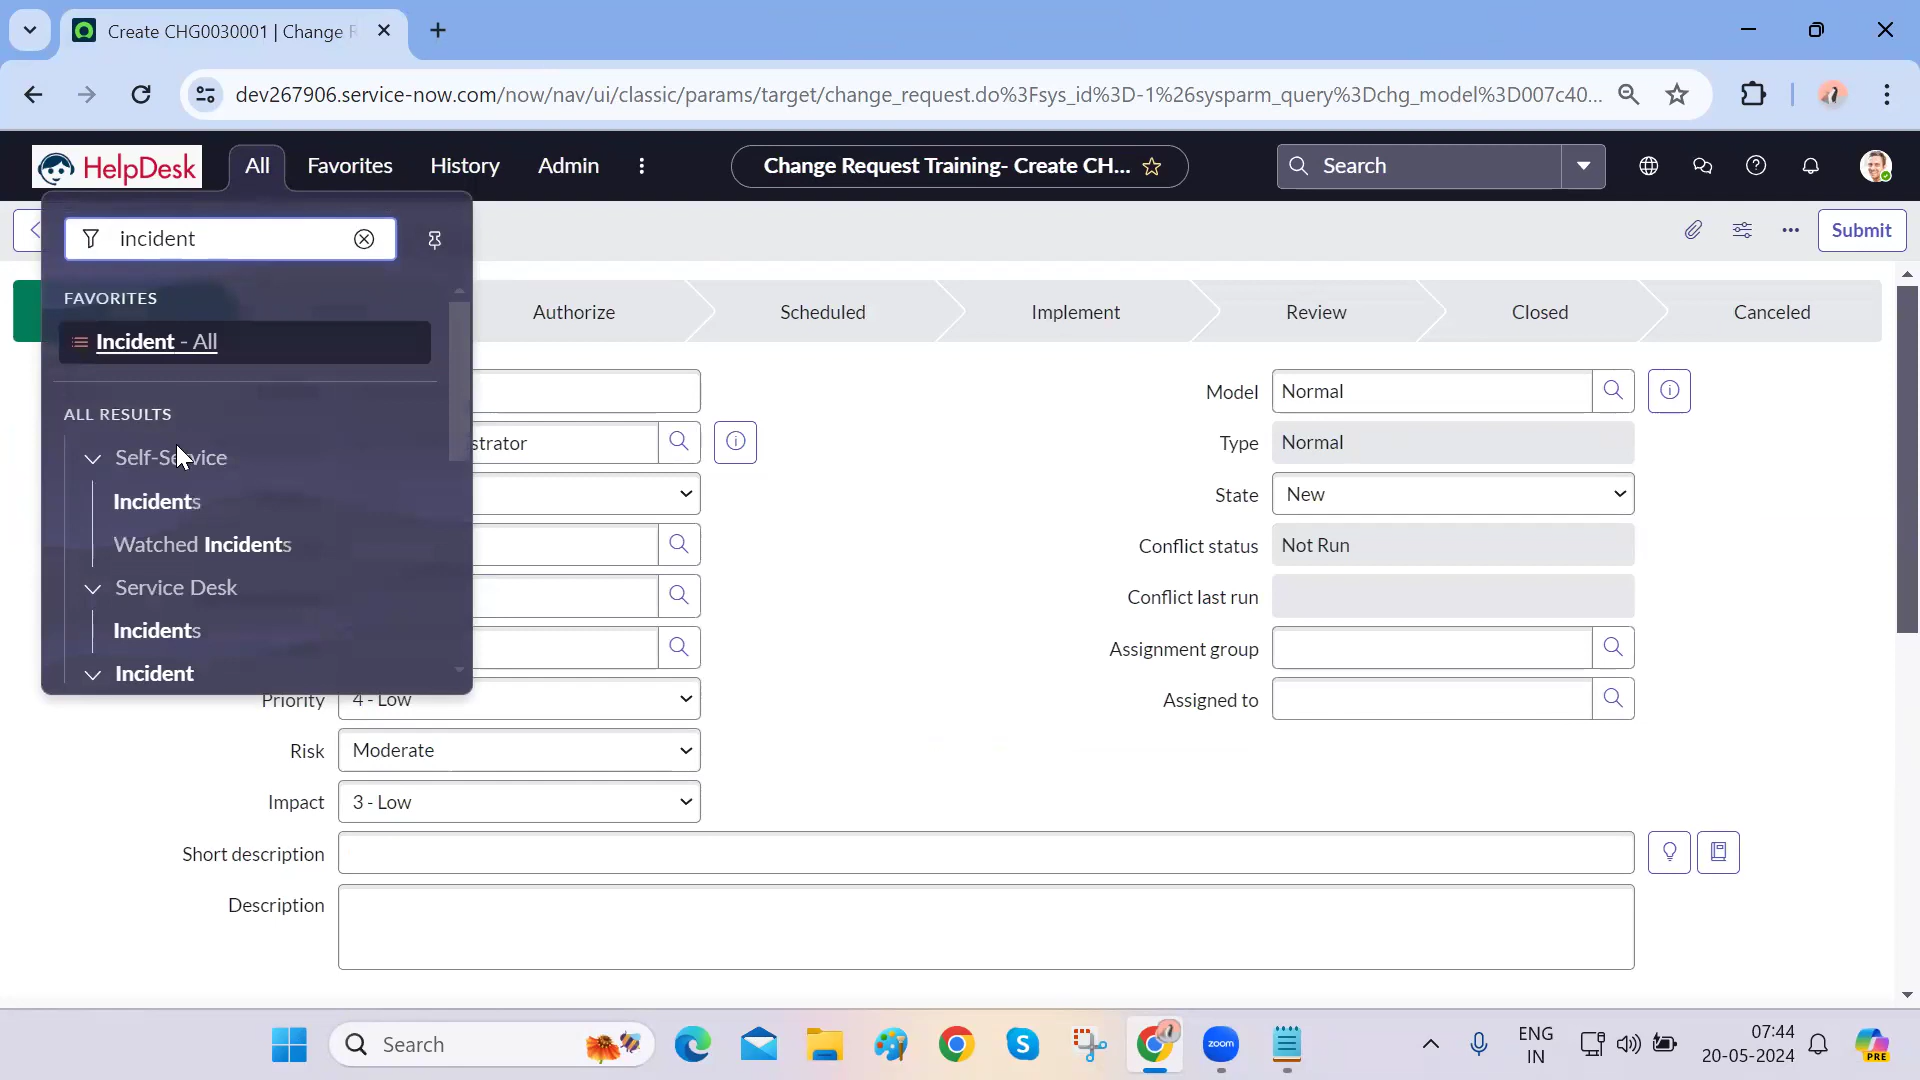 Create CHG0030001 | Change R
dev267906.service-now.com/now/nav/ui/classic/params/target/change_request.do%3Fsys_id%3D-1%26sysparm_query%3Dchg_model%3D007c40...
HelpDesk
All
Favorites
History
Admin
Change Request Training- Create CH...
Search
incident
Submit
FAVORITES
Incident - All
Authorize
Scheduled
Implement
Review
Closed
Canceled
ALL RESULTS
Self-Service
Incidents
Watched Incidents
Service Desk
Incidents
Incident
strator
Model
Normal
Type
Normal
State
New
Conflict status
Not Run
Conflict last run
Assignment group
Assigned to
Priority
4 - Low
Risk
Moderate
Impact
3 - Low
Short description
Description
Search
zoom
ENG
IN
07:44
20-05-2024
PRE